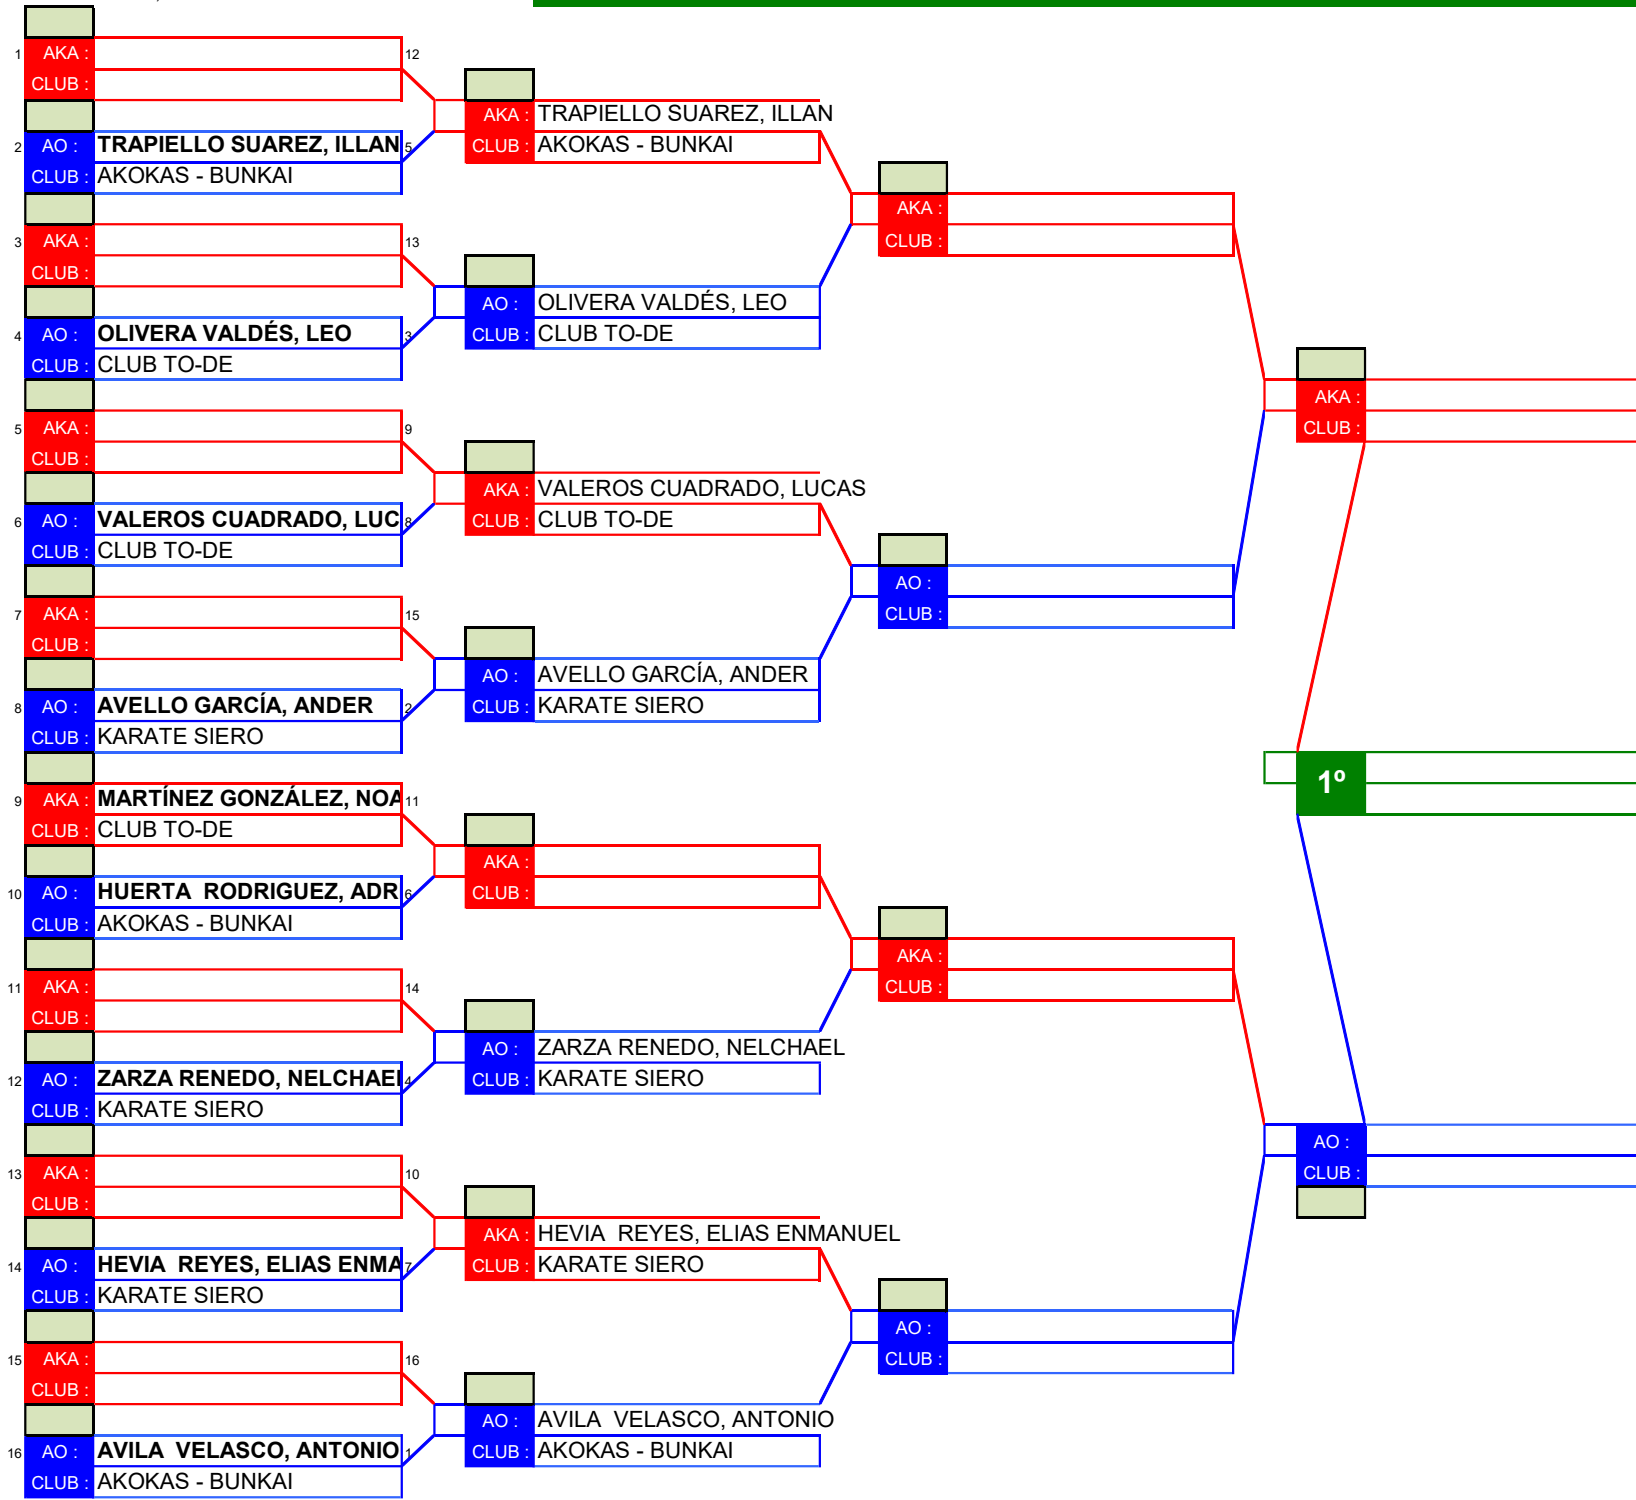 1 AKA : 12
CLUB :
2 AO : TRAPIELLO SUAREZ, ILLAN 5
CLUB : AKOKAS - BUNKAI
3 AKA : 13
CLUB :
4 AO : OLIVERA VALDÉS, LEO 3
CLUB : CLUB TO-DE
5 AKA : 9
CLUB :
6 AO : VALEROS CUADRADO, LUC 8
CLUB : CLUB TO-DE
7 AKA : 15
CLUB :
8 AO : AVELLO GARCÍA, ANDER 2
CLUB : KARATE SIERO
9 AKA : MARTÍNEZ GONZÁLEZ, NOA 11
CLUB : CLUB TO-DE
10 AO : HUERTA  RODRIGUEZ, ADR 6
CLUB : AKOKAS - BUNKAI
11 AKA : 14
CLUB :
12 AO : ZARZA RENEDO, NELCHAEL 4
CLUB : KARATE SIERO
13 AKA : 10
CLUB :
14 AO : HEVIA  REYES, ELIAS ENMA 7
CLUB : KARATE SIERO
15 AKA : 16
CLUB :
16 AO : AVILA  VELASCO, ANTONIO 1
CLUB : AKOKAS - BUNKAI
AKA : TRAPIELLO SUAREZ, ILLAN
CLUB : AKOKAS - BUNKAI
AO : OLIVERA VALDÉS, LEO
CLUB : CLUB TO-DE
AKA : VALEROS CUADRADO, LUCAS
CLUB : CLUB TO-DE
AO : AVELLO GARCÍA, ANDER
CLUB : KARATE SIERO
AKA :
CLUB :
AO : ZARZA RENEDO, NELCHAEL
CLUB : KARATE SIERO
AKA : HEVIA  REYES, ELIAS ENMANUEL
CLUB : KARATE SIERO
AO : AVILA  VELASCO, ANTONIO
CLUB : AKOKAS - BUNKAI
AKA :
CLUB :
AO :
CLUB :
AKA :
CLUB :
AO :
CLUB :
AKA :
CLUB :
1º
AO :
CLUB :